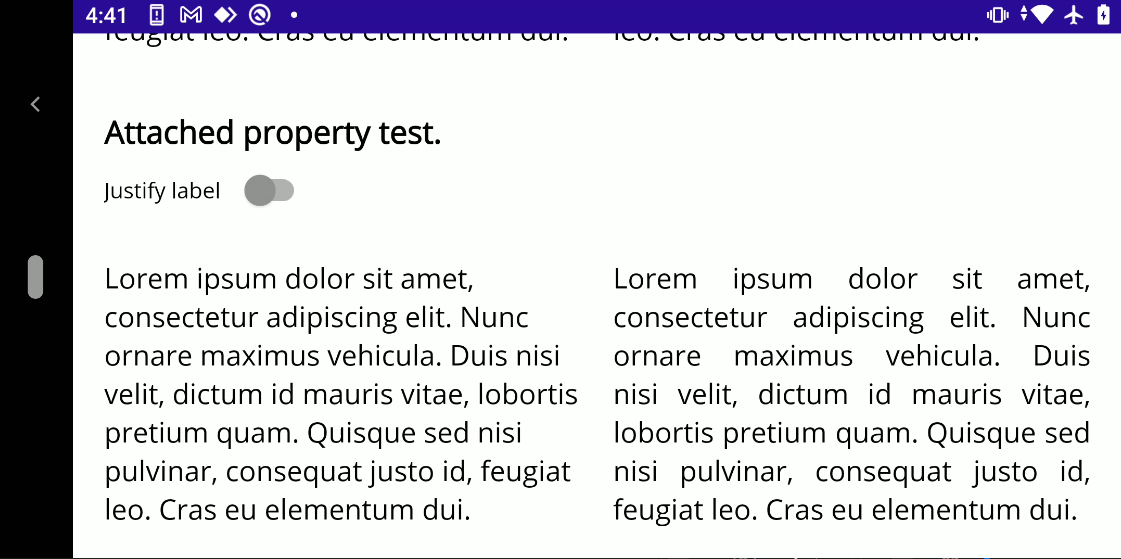 4:41
feugiat leo. Cras eu elementum dui.
leo. Cras eu elementum dui.
Attached property test.
Justify label
Lorem ipsum dolor sit amet,
consectetur adipiscing elit. Nunc
ornare maximus vehicula. Duis nisi
velit, dictum id mauris vitae, lobortis
pretium quam. Quisque sed nisi
pulvinar, consequat justo id, feugiat
leo. Cras eu elementum dui.
Lorem ipsum dolor sit amet,
consectetur adipiscing elit. Nunc
ornare maximus vehicula. Duis
nisi velit, dictum id mauris vitae,
lobortis pretium quam. Quisque sed
nisi pulvinar, consequat justo id,
feugiat leo. Cras eu elementum dui.